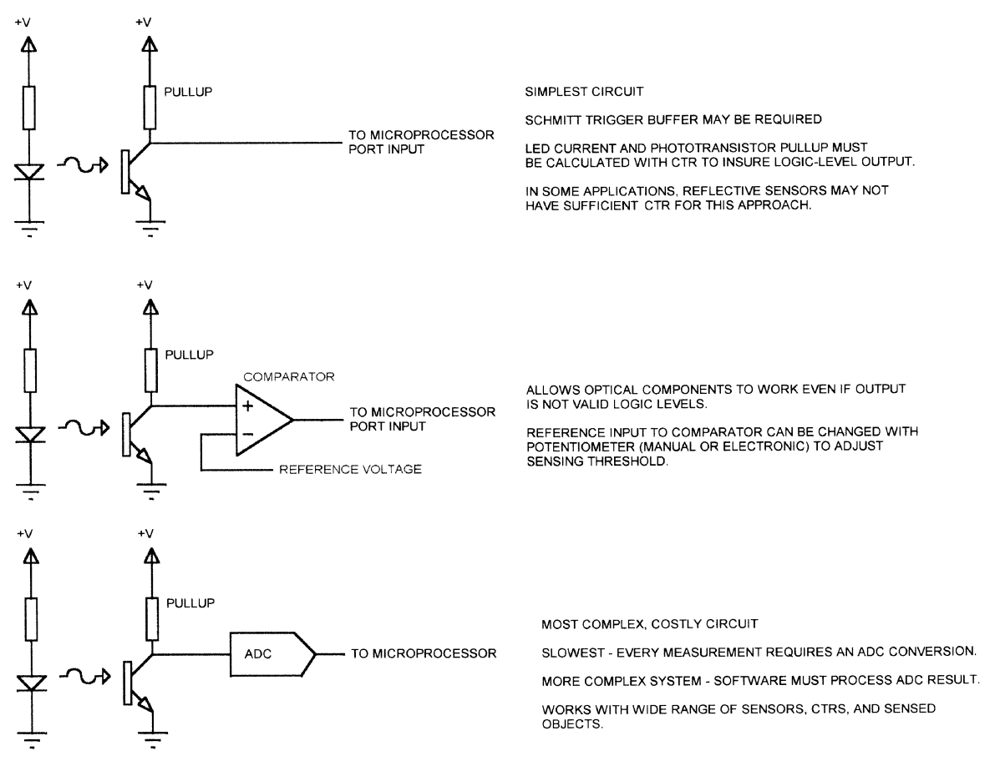 +V
+V
PULLUP
TO MICROPROCESSOR
PORT INPUT
SIMPLEST CIRCUIT
SCHMITT TRIGGER BUFFER MAY BE REQUIRED
LED CURRENT AND PHOTOTRANSISTOR PULLUP MUST
BE CALCULATED WITH CTR TO INSURE LOGIC-LEVEL OUTPUT.
IN SOME APPLICATIONS, REFLECTIVE SENSORS MAY NOT
HAVE SUFFICIENT CTR FOR THIS APPROACH.
+V
+V
PULLUP
COMPARATOR
+
−
TO MICROPROCESSOR
PORT INPUT
REFERENCE VOLTAGE
ALLOWS OPTICAL COMPONENTS TO WORK EVEN IF OUTPUT
IS NOT VALID LOGIC LEVELS.
REFERENCE INPUT TO COMPARATOR CAN BE CHANGED WITH
POTENTIOMETER (MANUAL OR ELECTRONIC) TO ADJUST
SENSING THRESHOLD.
+V
+V
PULLUP
ADC
TO MICROPROCESSOR
MOST COMPLEX, COSTLY CIRCUIT
SLOWEST - EVERY MEASUREMENT REQUIRES AN ADC CONVERSION.
MORE COMPLEX SYSTEM - SOFTWARE MUST PROCESS ADC RESULT.
WORKS WITH WIDE RANGE OF SENSORS, CTRS, AND SENSED
OBJECTS.